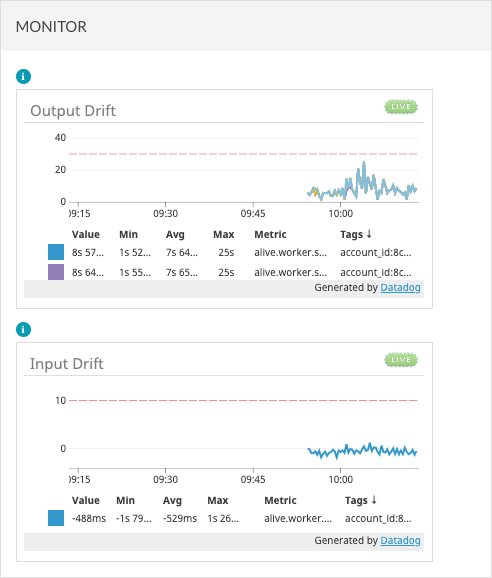 MONITOR
i
Output Drift
LIVE
40
20
0
09:15 09:30 09:45 10:00
Value Min Avg Max Metric Tags ↓
8s 57... 1s 52... 7s 64... 25s alive.worker.s... account_id:8c...
8s 64... 1s 55... 7s 65... 25s alive.worker.s... account_id:8c...
Generated by Datadog
i
Input Drift
LIVE
10
0
09:15 09:30 09:45 10:00
Value Min Avg Max Metric Tags ↓
-488ms -1s 79... -529ms 1s 26... alive.worker.... account_id:8...
Generated by Datadog